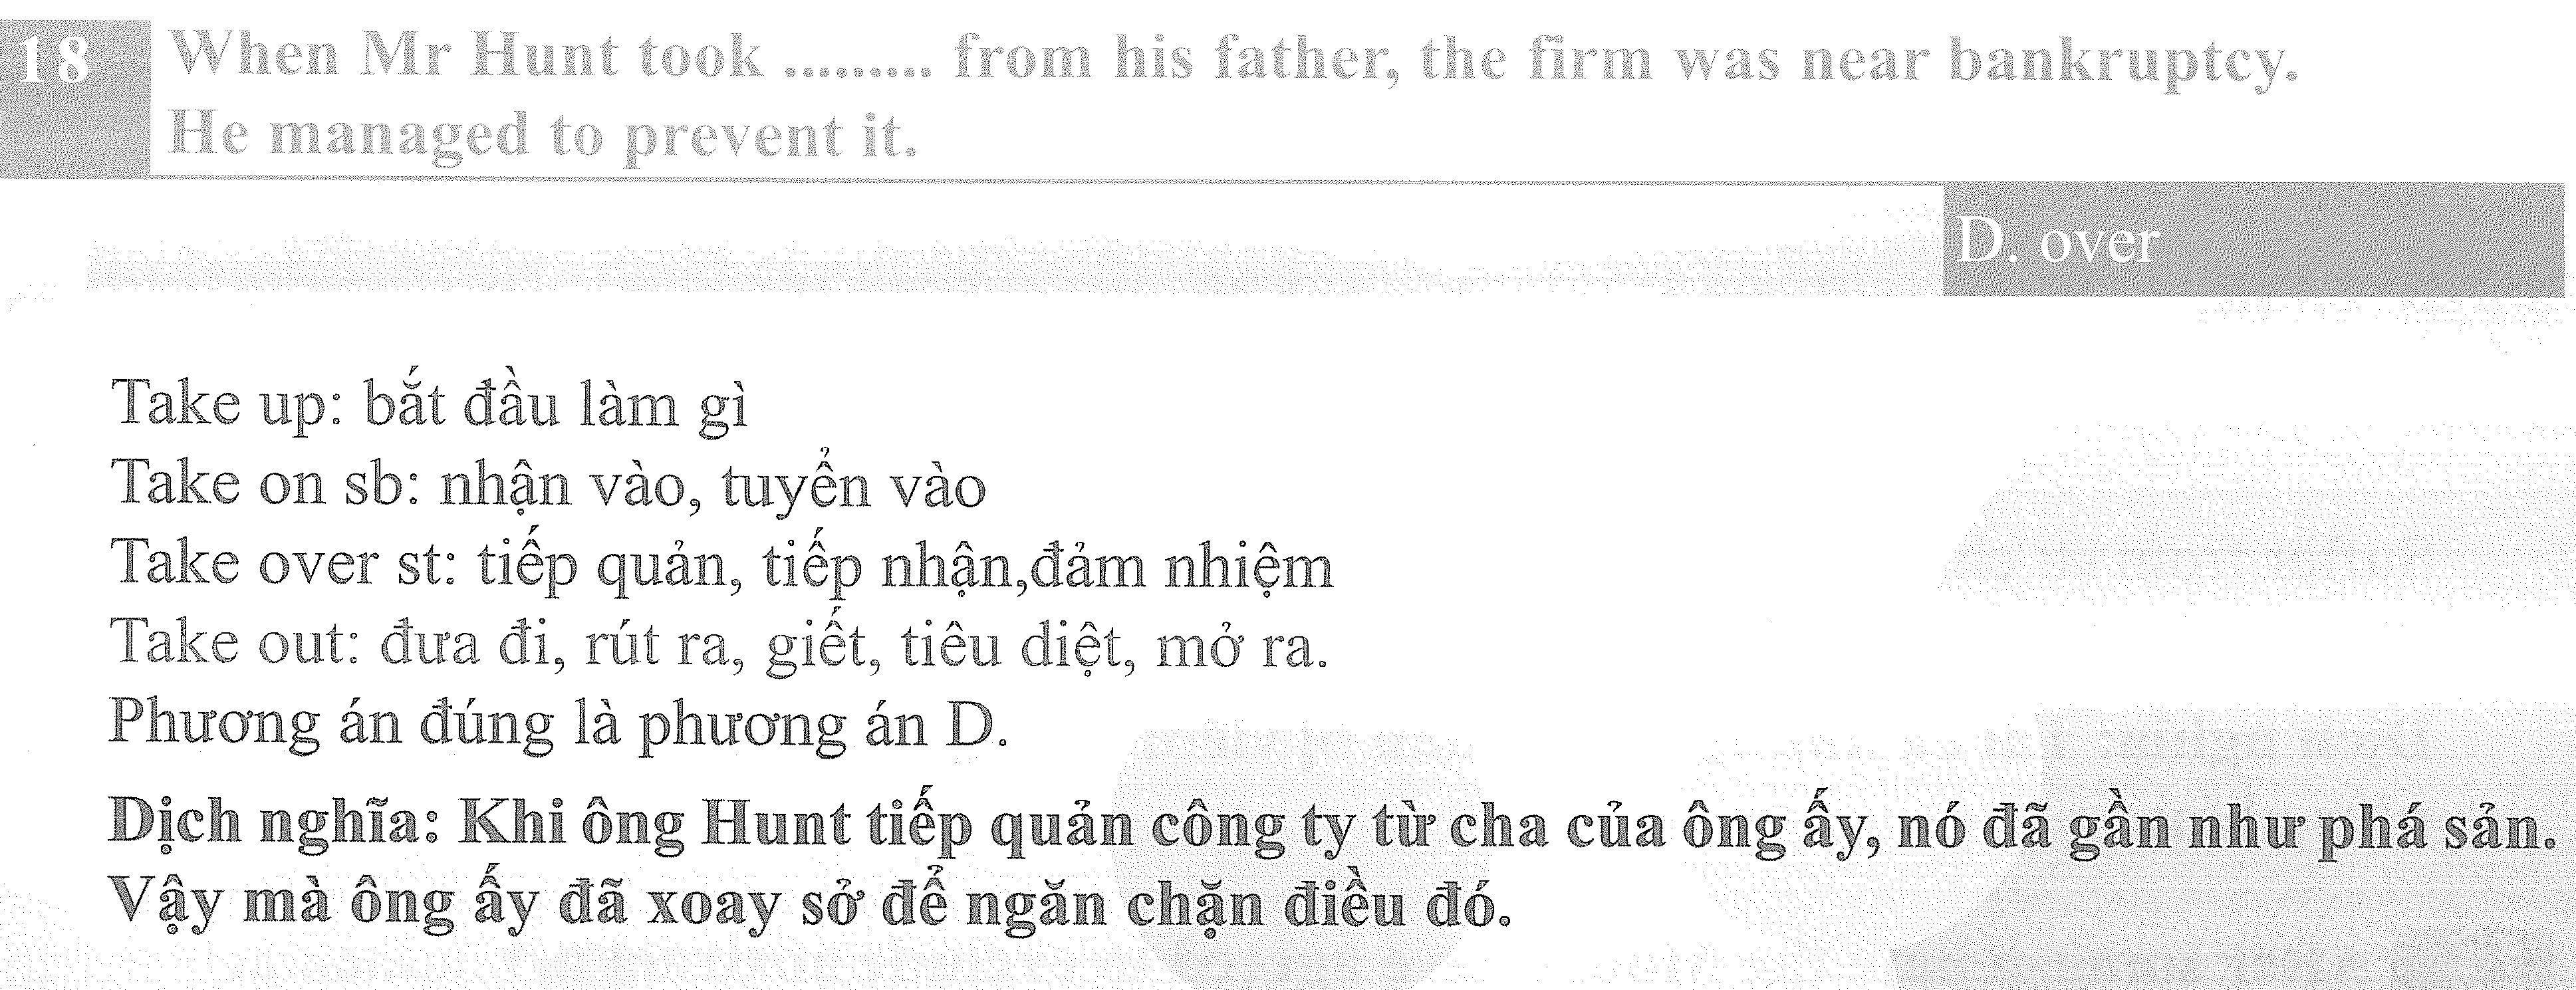 18
When Mr Hunt took ......... from his father, the firm was near bankruptcy.
He managed to prevent it.
D. over
Take up: bắt đầu làm gì
Take on sb: nhận vào, tuyển vào
Take over st: tiếp quản, tiếp nhận,đảm nhiệm
Take out: đưa đi, rút ra, giết, tiêu diệt, mở ra.
Phương án đúng là phương án D.
Dịch nghĩa: Khi ông Hunt tiếp quản công ty từ cha của ông ấy, nó đã gần như phá sản.
Vậy mà ông ấy đã xoay sở để ngăn chặn điều đó.